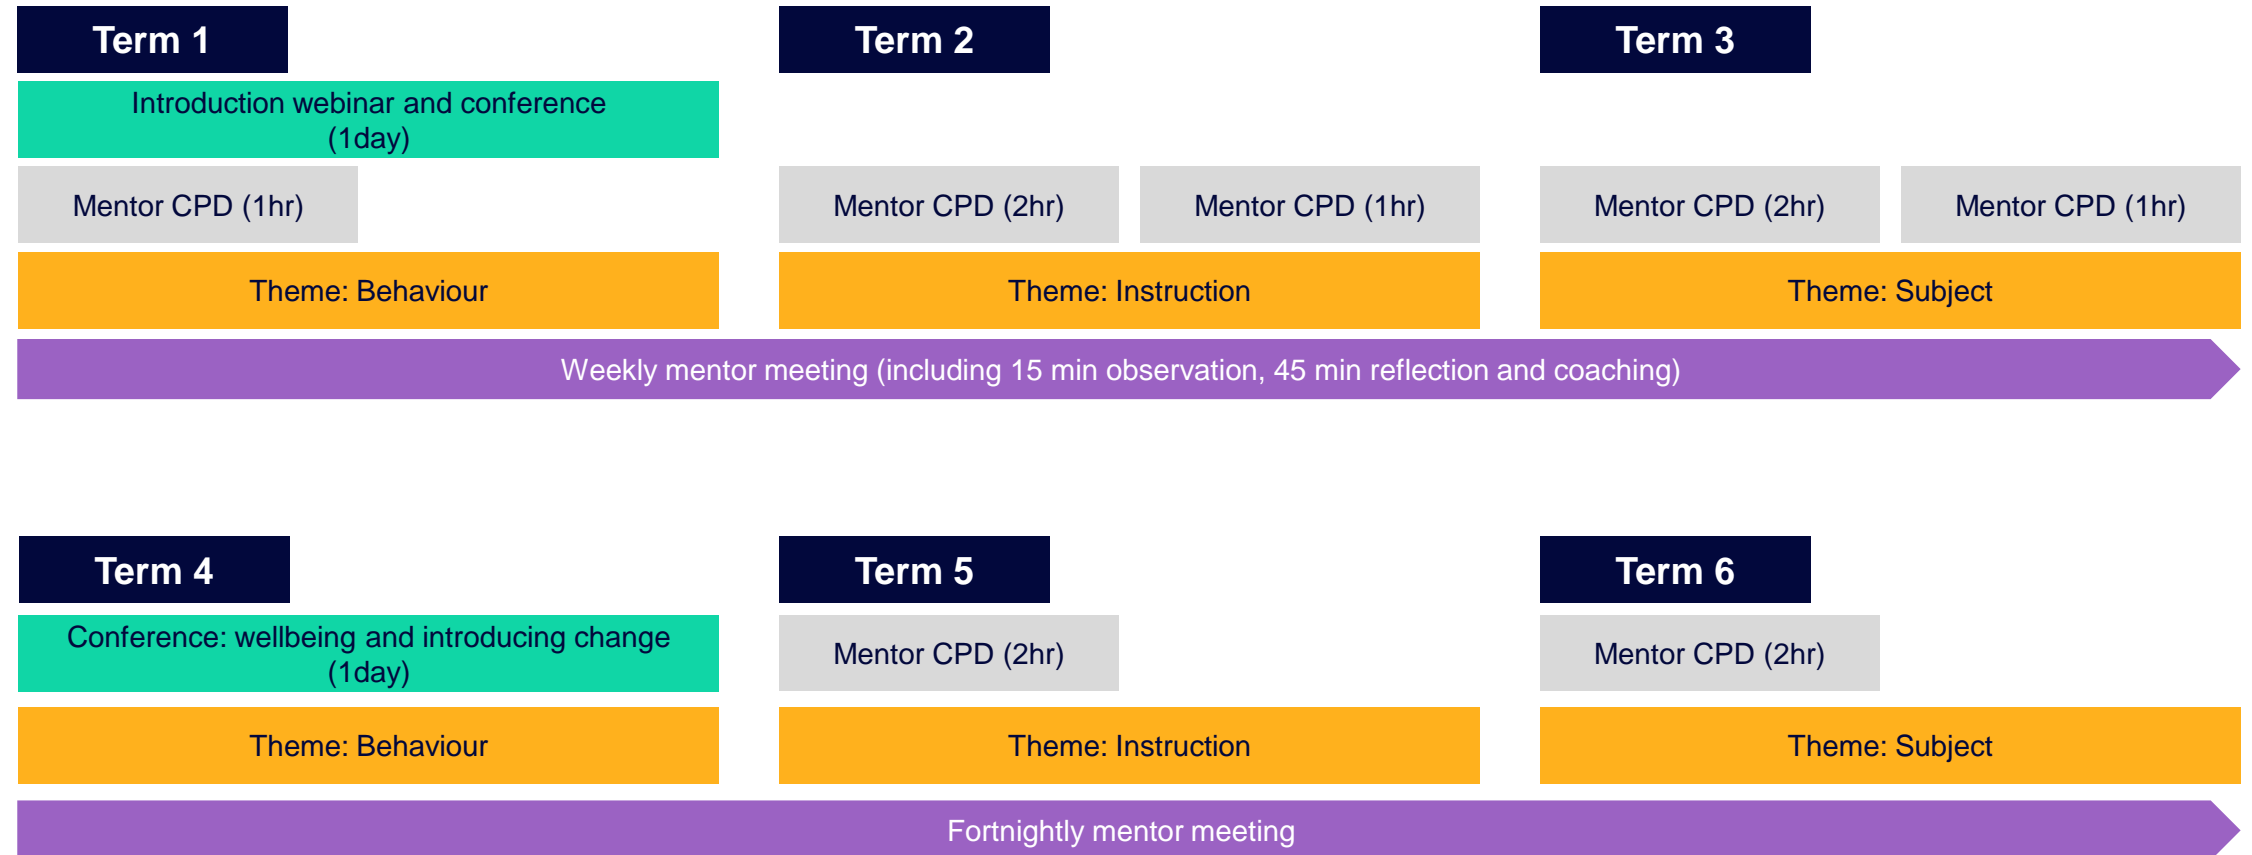 Term 1
Term 2
Term 3
Introduction webinar and conference
(1day)
Mentor CPD (1hr)
Mentor CPD (2hr)
Mentor CPD (1hr)
Mentor CPD (2hr)
Mentor CPD (1hr)
Theme: Behaviour
Theme: Instruction
Theme: Subject
Weekly mentor meeting (including 15 min observation, 45 min reflection and coaching)
Term 4
Term 5
Term 6
Conference: wellbeing and introducing change
(1day)
Mentor CPD (2hr)
Mentor CPD (2hr)
Theme: Behaviour
Theme: Instruction
Theme: Subject
Fortnightly mentor meeting